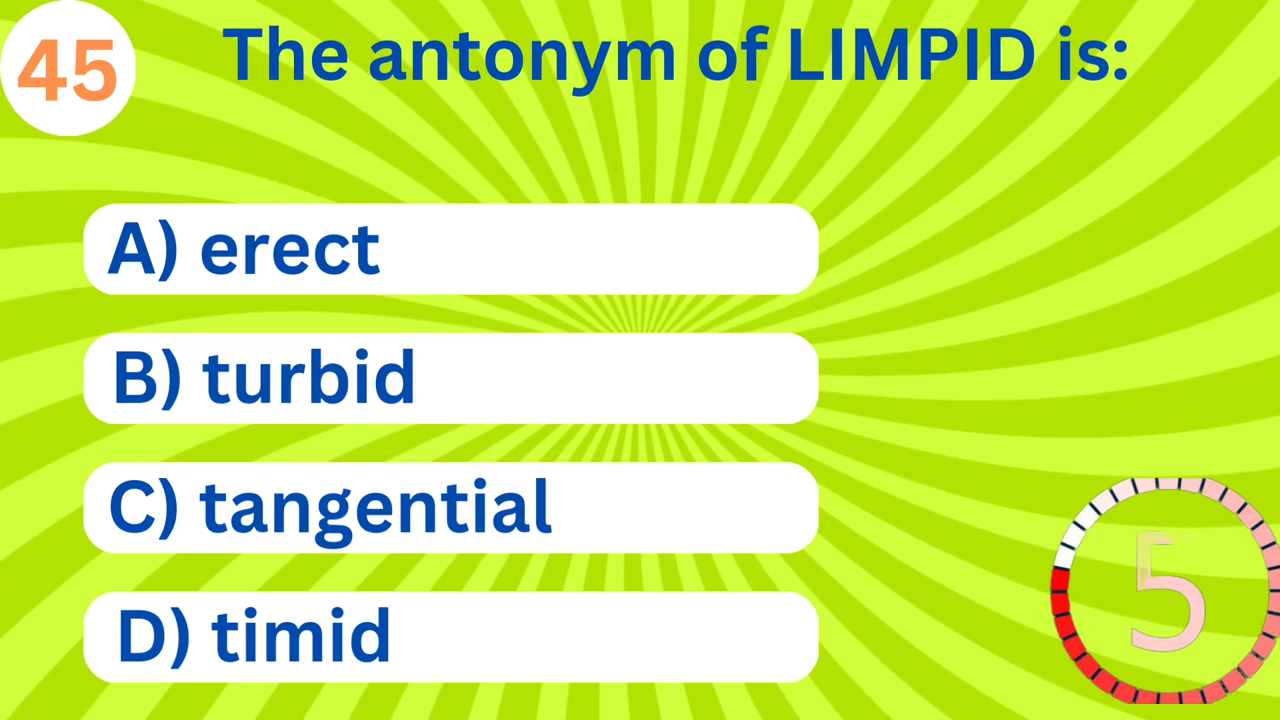 45
The antonym of LIMPID is:
A) erect
B) turbid
C) tangential
D) timid
5